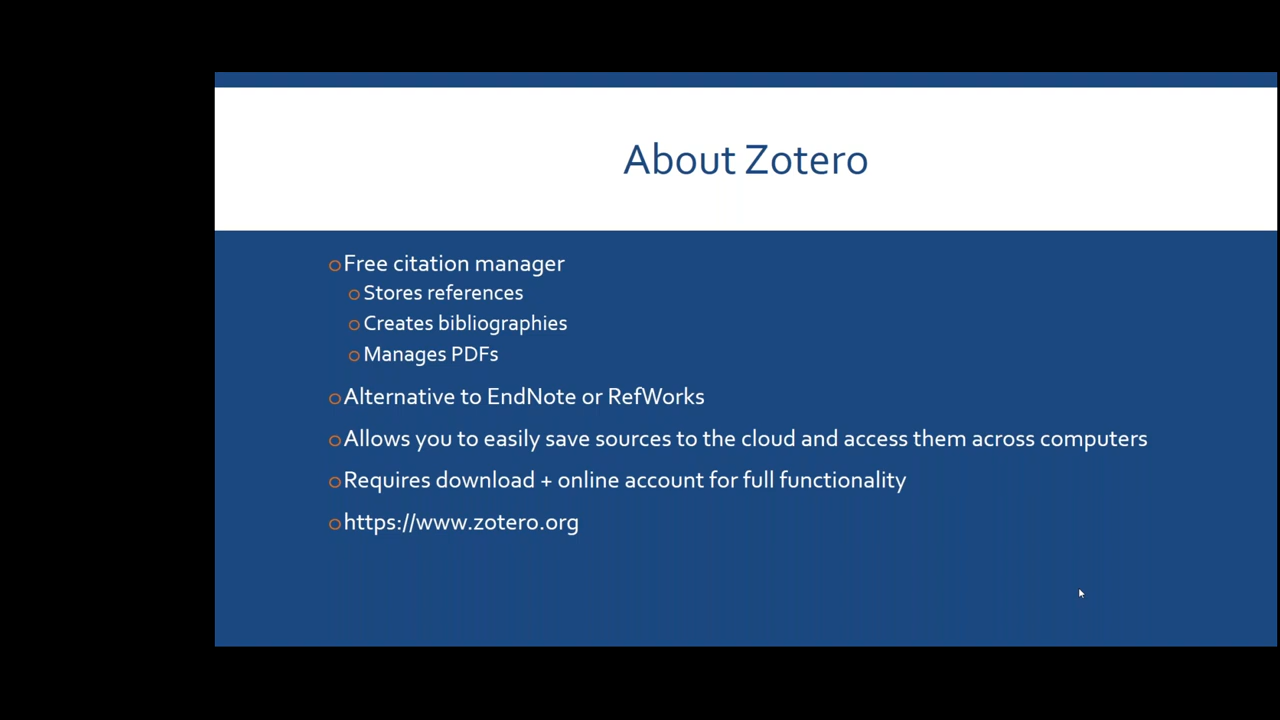 About Zotero
Free citation manager
Stores references
Creates bibliographies
Manages PDFs
Alternative to EndNote or RefWorks
Allows you to easily save sources to the cloud and access them across computers
Requires download + online account for full functionality
https://www.zotero.org